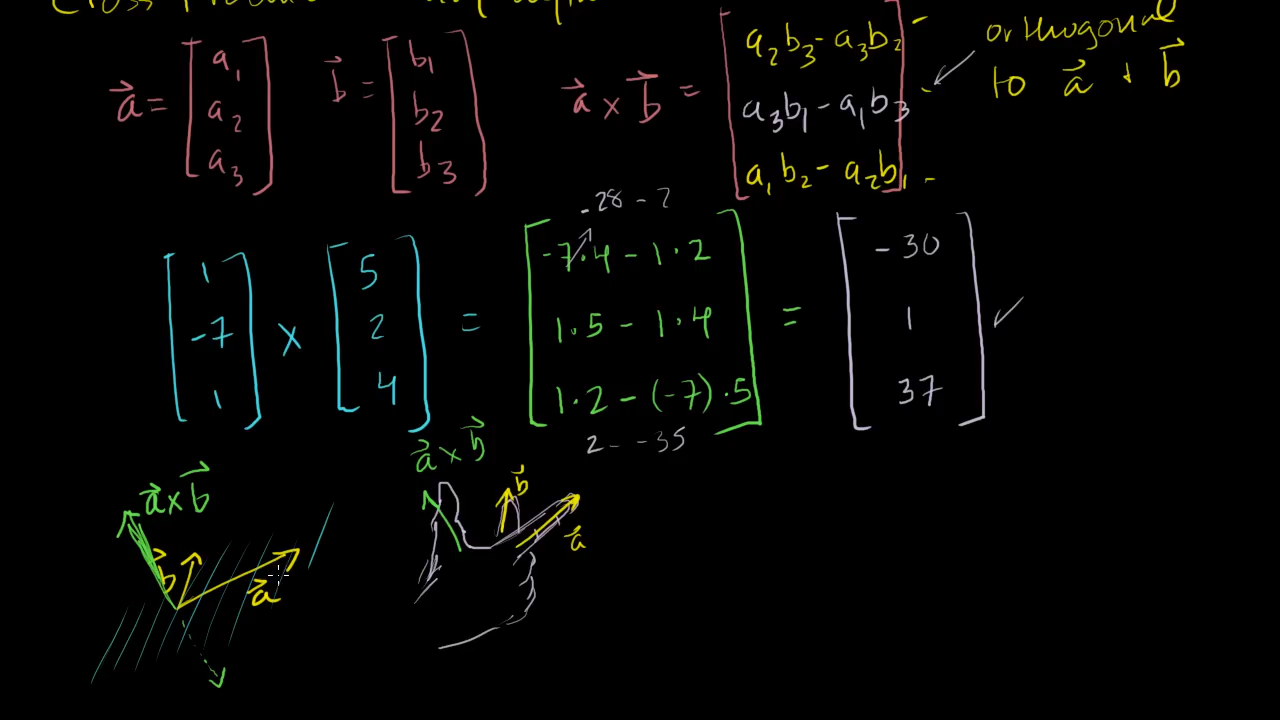 Cross Product
orthogonal to a⃗ + b⃗
a⃗ = [a₁ a₂ a₃] b⃗ = [b₁ b₂ b₃] a⃗ × b⃗ = [a₂b₃ - a₃b₂ a₃b₁ - a₁b₃ a₁b₂ - a₂b₁]
-28 - 2
[1 -7 1] × [5 2 4] = [-7·4 - 1·2 1·5 - 1·4 1·2 - (-7)·5] = [-30 1 37]
2 - -35
a⃗ × b⃗
a⃗ × b⃗
b⃗
a⃗
b⃗
a⃗